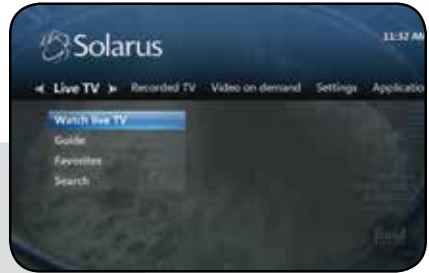 Solarus
11:32 AM
Live TV Recorded TV Video on demand Settings Applicatio
Watch live TV
Guide
Favorites
Search